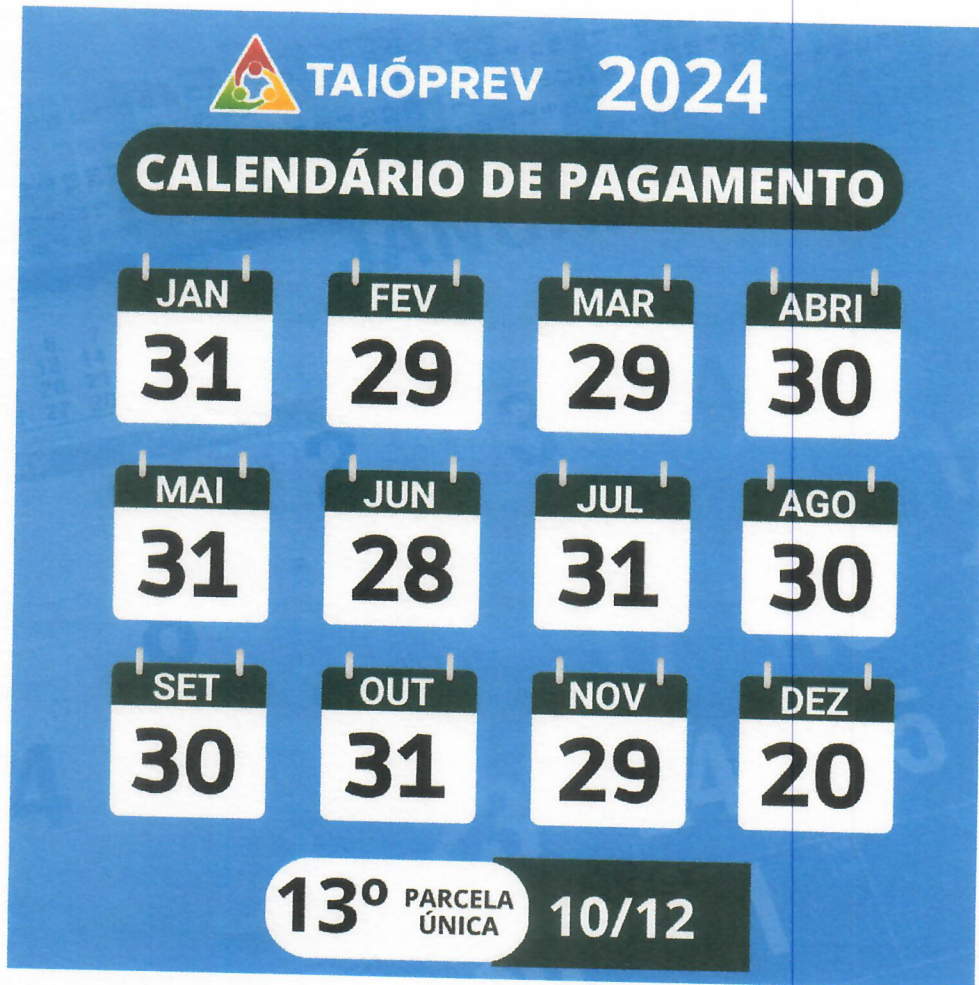 TAIÓPREV 2024
CALENDÁRIO DE PAGAMENTO
JAN FEV MAR ABRI
31 29 29 30
MAI JUN JUL AGO
31 28 31 30
SET OUT NOV DEZ
30 31 29 20
13º PARCELA ÚNICA 10/12